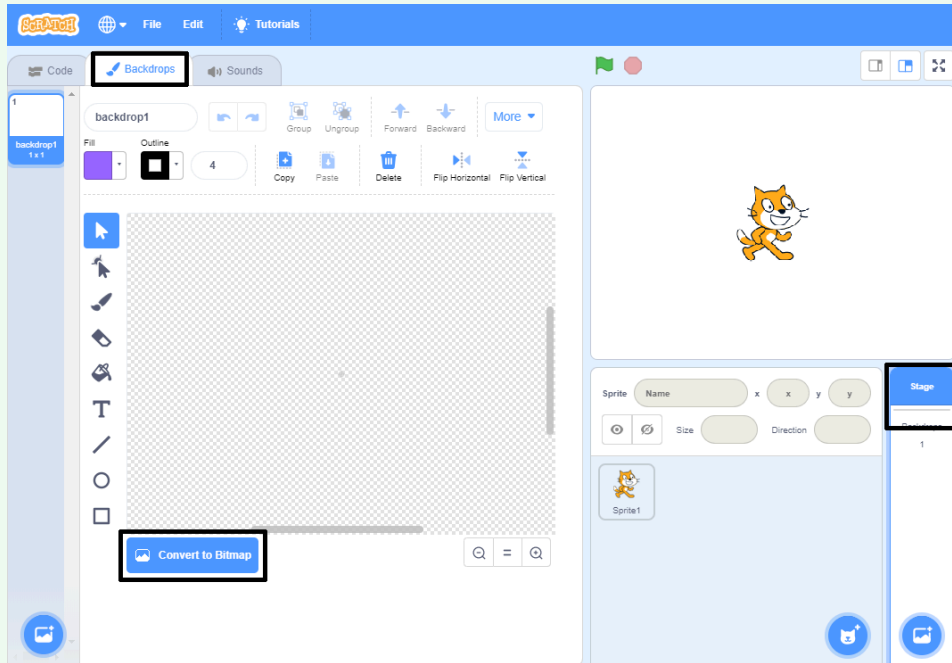 SCRATCH File Edit Tutorials
Code Backdrops Sounds
1
backdrop1
1 x 1
backdrop1
Group Ungroup Forward Backward More
Fill Outline
4
Copy Paste Delete Flip Horizontal Flip Vertical
T
Convert to Bitmap
Sprite Name x x y y
Size Direction
Sprite1
Stage
Backdrops
1